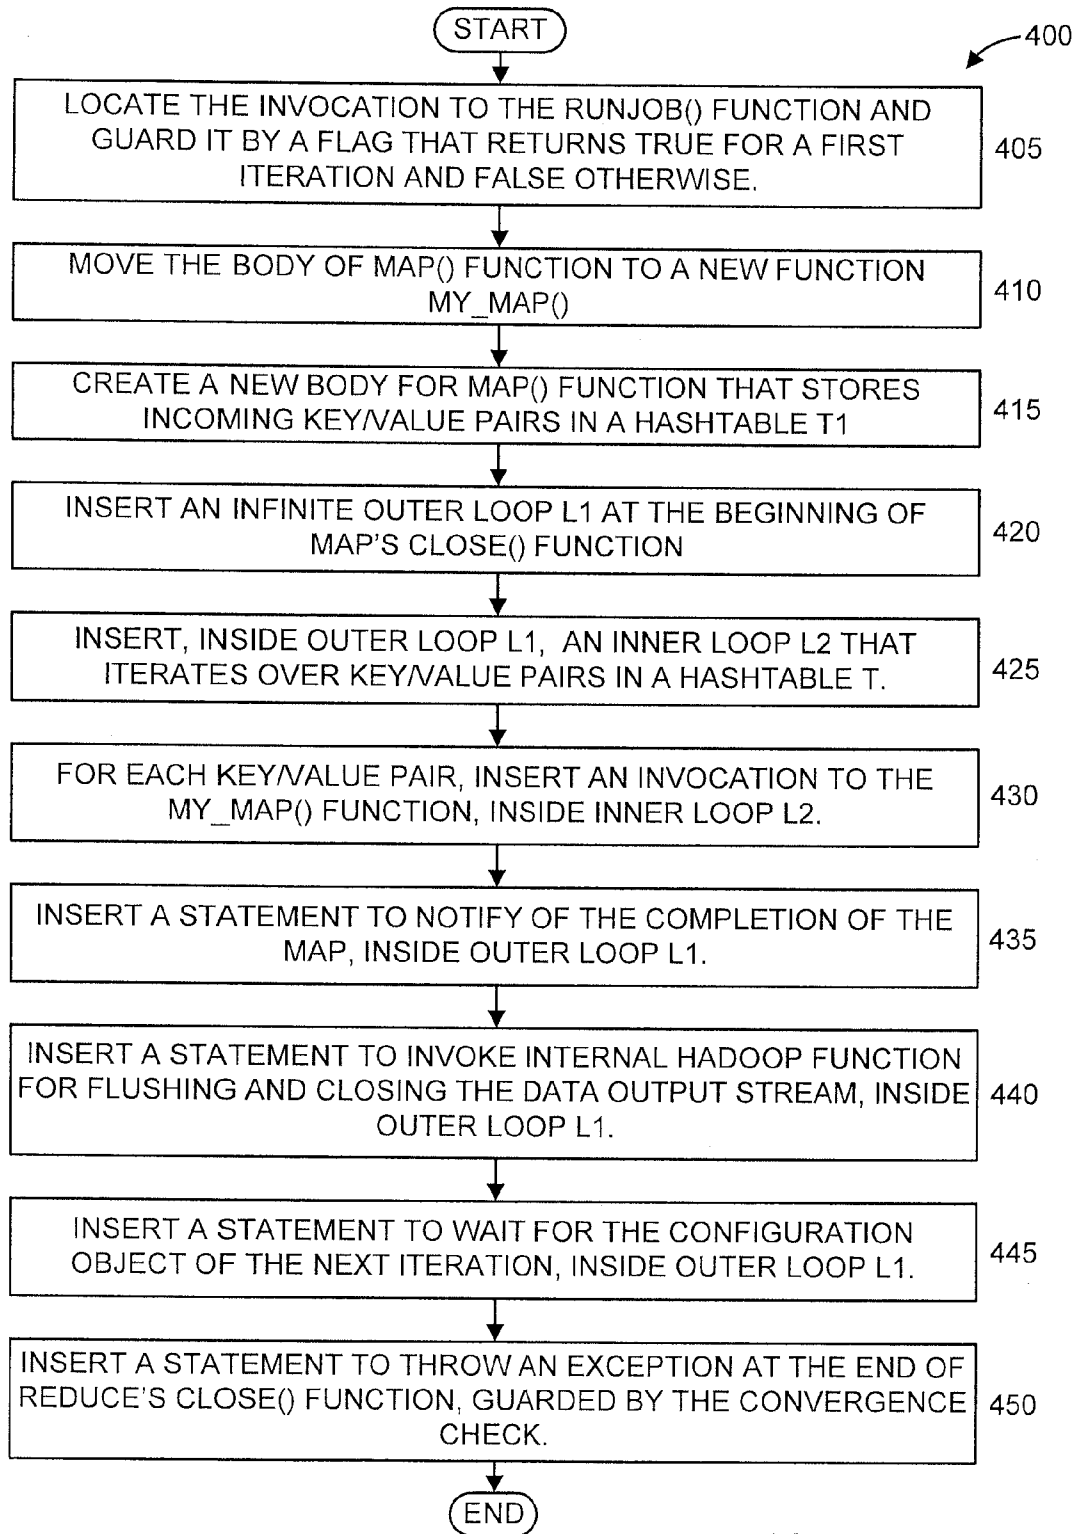 START
400
LOCATE THE INVOCATION TO THE RUNJOB() FUNCTION AND
GUARD IT BY A FLAG THAT RETURNS TRUE FOR A FIRST
ITERATION AND FALSE OTHERWISE.
405
MOVE THE BODY OF MAP() FUNCTION TO A NEW FUNCTION
MY_MAP()
410
CREATE A NEW BODY FOR MAP() FUNCTION THAT STORES
INCOMING KEY/VALUE PAIRS IN A HASHTABLE T1
415
INSERT AN INFINITE OUTER LOOP L1 AT THE BEGINNING OF
MAP'S CLOSE() FUNCTION
420
INSERT, INSIDE OUTER LOOP L1, AN INNER LOOP L2 THAT
ITERATES OVER KEY/VALUE PAIRS IN A HASHTABLE T.
425
FOR EACH KEY/VALUE PAIR, INSERT AN INVOCATION TO THE
MY_MAP() FUNCTION, INSIDE INNER LOOP L2.
430
INSERT A STATEMENT TO NOTIFY OF THE COMPLETION OF THE
MAP, INSIDE OUTER LOOP L1.
435
INSERT A STATEMENT TO INVOKE INTERNAL HADOOP FUNCTION
FOR FLUSHING AND CLOSING THE DATA OUTPUT STREAM, INSIDE
OUTER LOOP L1.
440
INSERT A STATEMENT TO WAIT FOR THE CONFIGURATION
OBJECT OF THE NEXT ITERATION, INSIDE OUTER LOOP L1.
445
INSERT A STATEMENT TO THROW AN EXCEPTION AT THE END OF
REDUCE'S CLOSE() FUNCTION, GUARDED BY THE CONVERGENCE
CHECK.
450
END